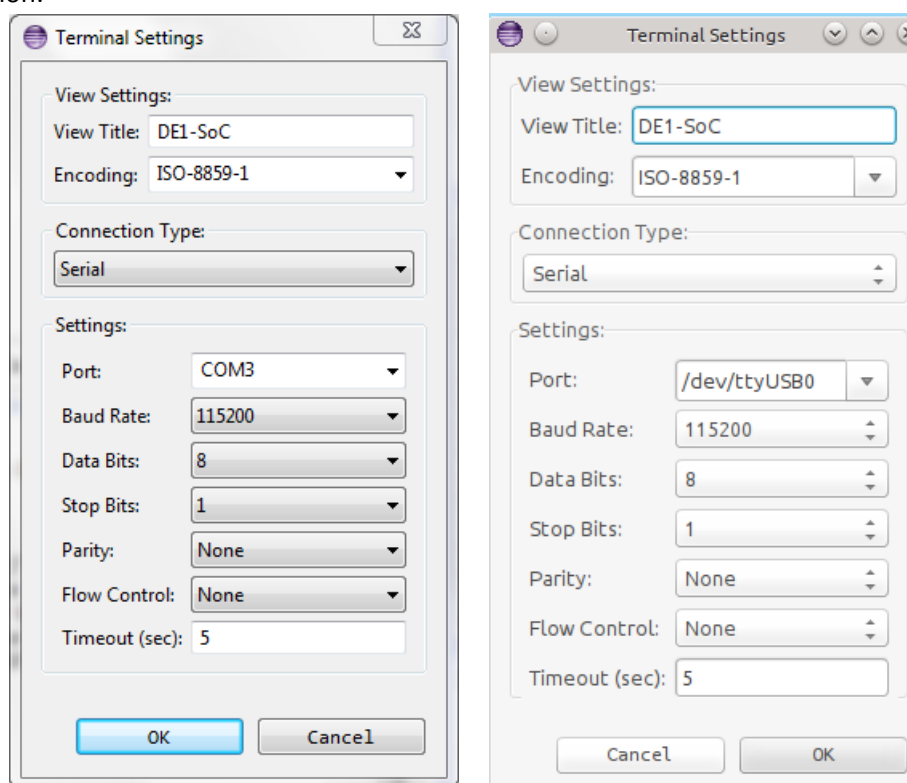 ion.
Terminal Settings
View Settings:
View Title: DE1-SoC
Encoding: ISO-8859-1
Connection Type:
Serial
Settings:
Port: COM3
Baud Rate: 115200
Data Bits: 8
Stop Bits: 1
Parity: None
Flow Control: None
Timeout (sec): 5
OK Cancel
Terminal Settings
View Settings:
View Title: DE1-SoC
Encoding: ISO-8859-1
Connection Type:
Serial
Settings:
Port: /dev/ttyUSB0
Baud Rate: 115200
Data Bits: 8
Stop Bits: 1
Parity: None
Flow Control: None
Timeout (sec): 5
Cancel OK